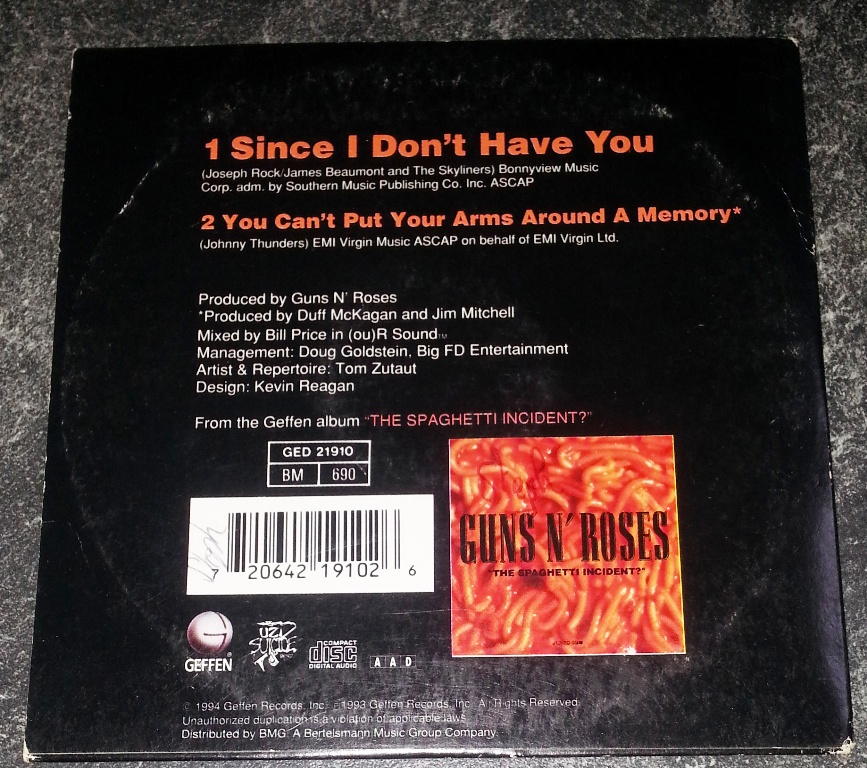 1 Since I Don't Have You
(Joseph Rock/James Beaumont and The Skyliners) Bonnyview Music
Corp. adm. by Southern Music Publishing Co. Inc. ASCAP
2 You Can't Put Your Arms Around A Memory*
(Johnny Thunders) EMI Virgin Music ASCAP on behalf of EMI Virgin Ltd.
Produced by Guns N' Roses
*Produced by Duff McKagan and Jim Mitchell
Mixed by Bill Price in (ou)R Sound™
Management: Doug Goldstein, Big FD Entertainment
Artist & Repertoire: Tom Zutaut
Design: Kevin Reagan
From the Geffen album "THE SPAGHETTI INCIDENT?"
GED 21910
BM 690
7 20642 19102 6
GUNS N' ROSES
"THE SPAGHETTI INCIDENT?"
GEFFEN
UZI SUICIDE
COMPACT
disc
DIGITAL AUDIO
A A D
© 1994 Geffen Records, Inc. ℗ 1993 Geffen Records, Inc. All Rights Reserved.
Unauthorized duplication is a violation of applicable laws.
Distributed by BMG. A Bertelsmann Music Group Company.